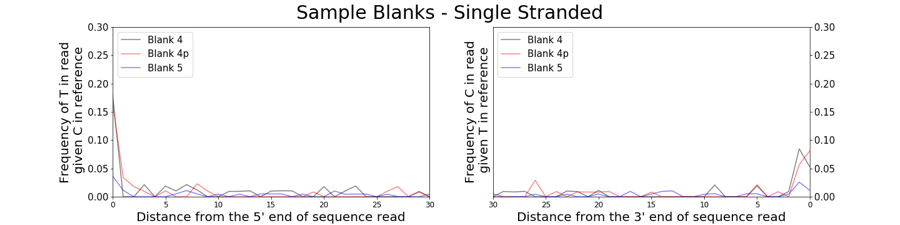 Sample Blanks - Single Stranded
Frequency of T in read
given C in reference
0.30
0.25
0.20
0.15
0.10
0.05
0.00
Blank 4
Blank 4p
Blank 5
0
5
10
15
20
25
30
Distance from the 5' end of sequence read
Frequency of C in read
given T in reference
Blank 4
Blank 4p
Blank 5
0.30
0.25
0.20
0.15
0.10
0.05
0.00
30
25
20
15
10
5
0
Distance from the 3' end of sequence read